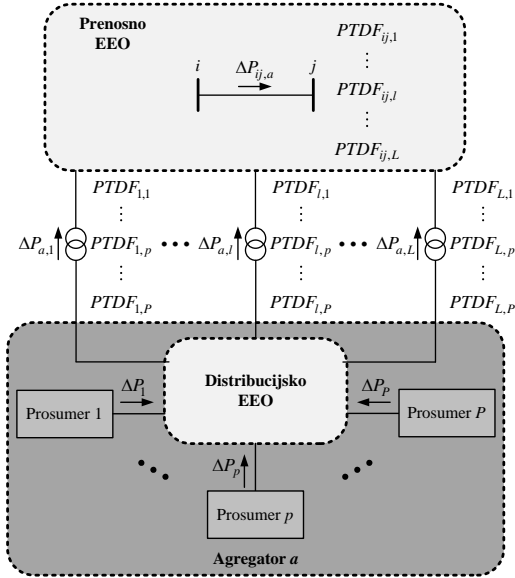 Prenosno
EEO
i
ΔP_{ij,a}
j
PTDF_{ij,1}
⋮
PTDF_{ij,l}
⋮
PTDF_{ij,L}
PTDF_{1,1}
⋮
ΔP_{a,1}
PTDF_{1,p}
⋮
PTDF_{1,P}
•••
PTDF_{l,1}
⋮
ΔP_{a,l}
PTDF_{l,p}
⋮
PTDF_{l,P}
•••
PTDF_{L,1}
⋮
ΔP_{a,L}
PTDF_{L,p}
⋮
PTDF_{L,P}
Distribucijsko
EEO
Prosumer 1
ΔP_1
ΔP_P
Prosumer P
ΔP_p
Prosumer p
Agregator a